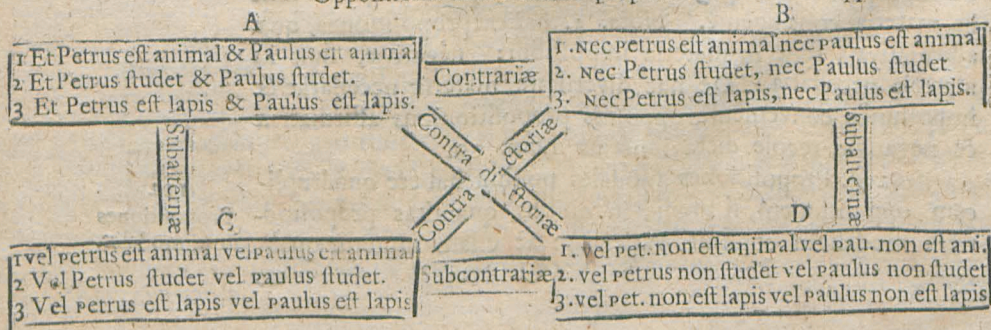 A
1 Et Petrus eſt animal & Paulus eſt animal
2 Et Petrus ſtudet & Paulus ſtudet.
3 Et Petrus eſt lapis & Paulus eſt lapis.
Contrariæ
B
1. Nec Petrus eſt animal nec Paulus eſt animal
2. Nec Petrus ſtudet, nec Paulus ſtudet
3. Nec Petrus eſt lapis, nec Paulus eſt lapis.
Subalternæ
Contradictoriæ
Contradictoriæ
Subalternæ
C
1 vel Petrus eſt animal vel Paulus eſt animal
2 Vel Petrus ſtudet vel Paulus ſtudet.
3 Vel Petrus eſt lapis vel Paulus eſt lapis
Subcontrariæ
D
1. vel pet. non eſt animal vel pau. non eſt ani.
2. vel Petrus non ſtudet vel Paulus non ſtudet
3. vel pet. non eſt lapis vel Paulus non eſt lapis